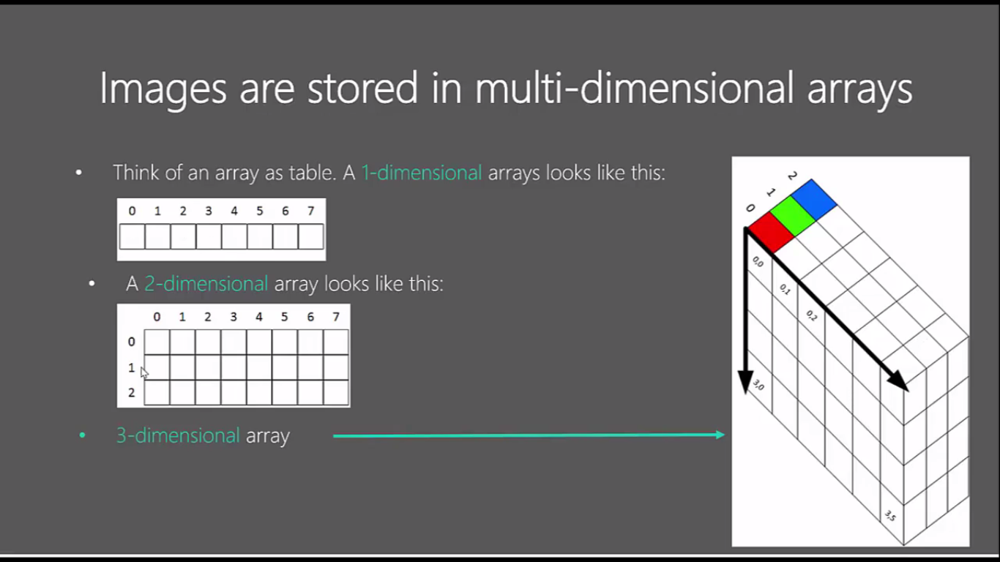 Images are stored in multi-dimensional arrays
• Think of an array as table. A 1-dimensional arrays looks like this:
0 1 2 3 4 5 6 7
• A 2-dimensional array looks like this:
0 1 2 3 4 5 6 7
0
1
2
• 3-dimensional array
2
1
0
0,0
0,1
0,2
3,0
3,5